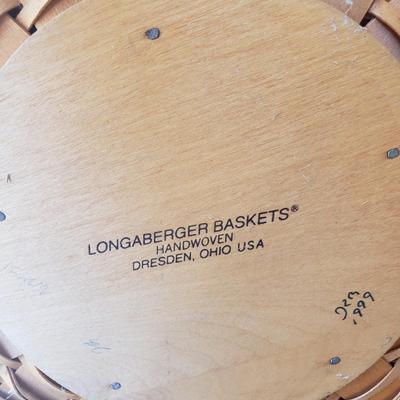 LONGABERGER BASKETS®
HANDWOVEN
DRESDEN, OHIO USA
1999